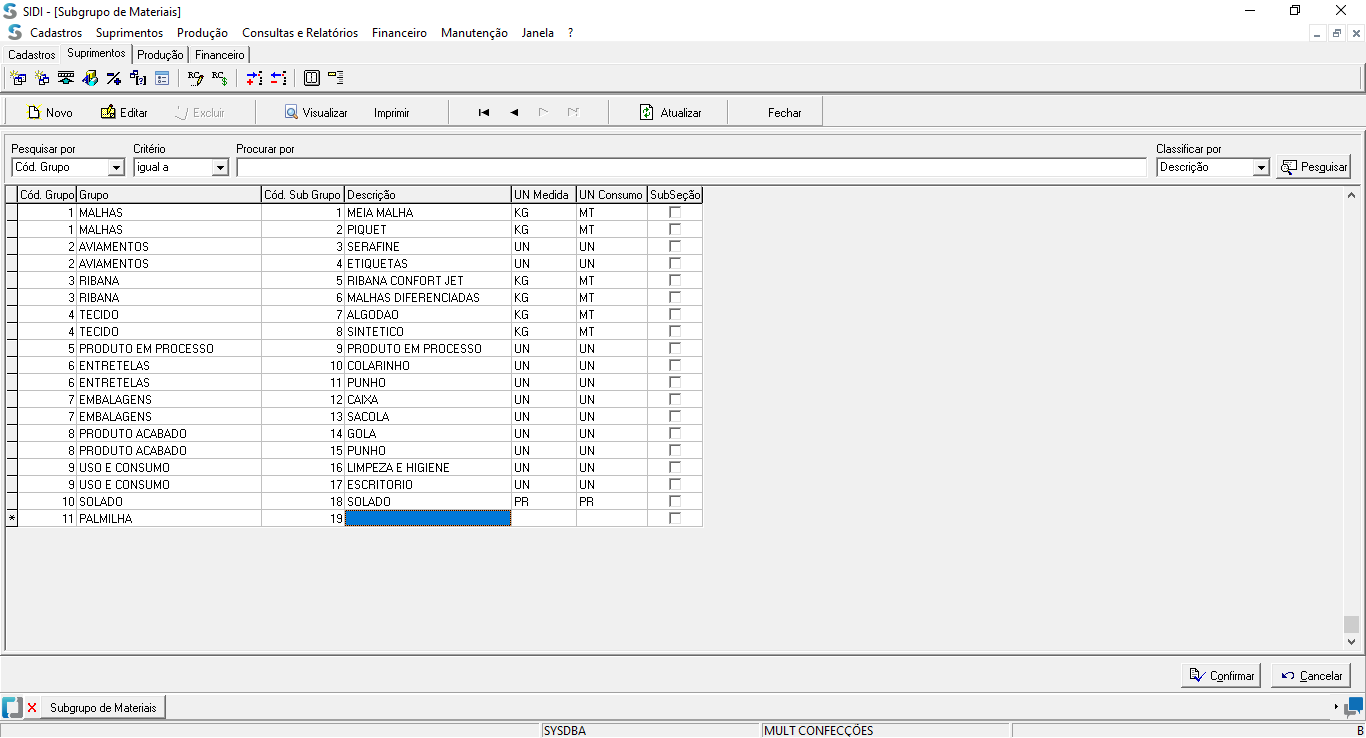 SIDI - [Subgrupo de Materiais]
Cadastros Suprimentos Produção Consultas e Relatórios Financeiro Manutenção Janela ?
Cadastros Suprimentos Produção Financeiro
Novo Editar Excluir Visualizar Imprimir Atualizar Fechar
Pesquisar por Critério Procurar por Classificar por
Cód. Grupo igual a Descrição Pesquisar
Cód. Grupo Grupo Cód. Sub Grupo Descrição UN Medida UN Consumo SubSeção
1 MALHAS 1 MEIA MALHA KG MT
1 MALHAS 2 PIQUET KG MT
2 AVIAMENTOS 3 SERAFINE UN UN
2 AVIAMENTOS 4 ETIQUETAS UN UN
3 RIBANA 5 RIBANA CONFORT JET KG MT
3 RIBANA 6 MALHAS DIFERENCIADAS KG MT
4 TECIDO 7 ALGODAO KG MT
4 TECIDO 8 SINTETICO KG MT
5 PRODUTO EM PROCESSO 9 PRODUTO EM PROCESSO UN UN
6 ENTRETELAS 10 COLARINHO UN UN
6 ENTRETELAS 11 PUNHO UN UN
7 EMBALAGENS 12 CAIXA UN UN
7 EMBALAGENS 13 SACOLA UN UN
8 PRODUTO ACABADO 14 GOLA UN UN
8 PRODUTO ACABADO 15 PUNHO UN UN
9 USO E CONSUMO 16 LIMPEZA E HIGIENE UN UN
9 USO E CONSUMO 17 ESCRITORIO UN UN
10 SOLADO 18 SOLADO PR PR
* 11 PALMILHA 19
Confirmar Cancelar
Subgrupo de Materiais
SYSDBA MULT CONFECÇÕES B